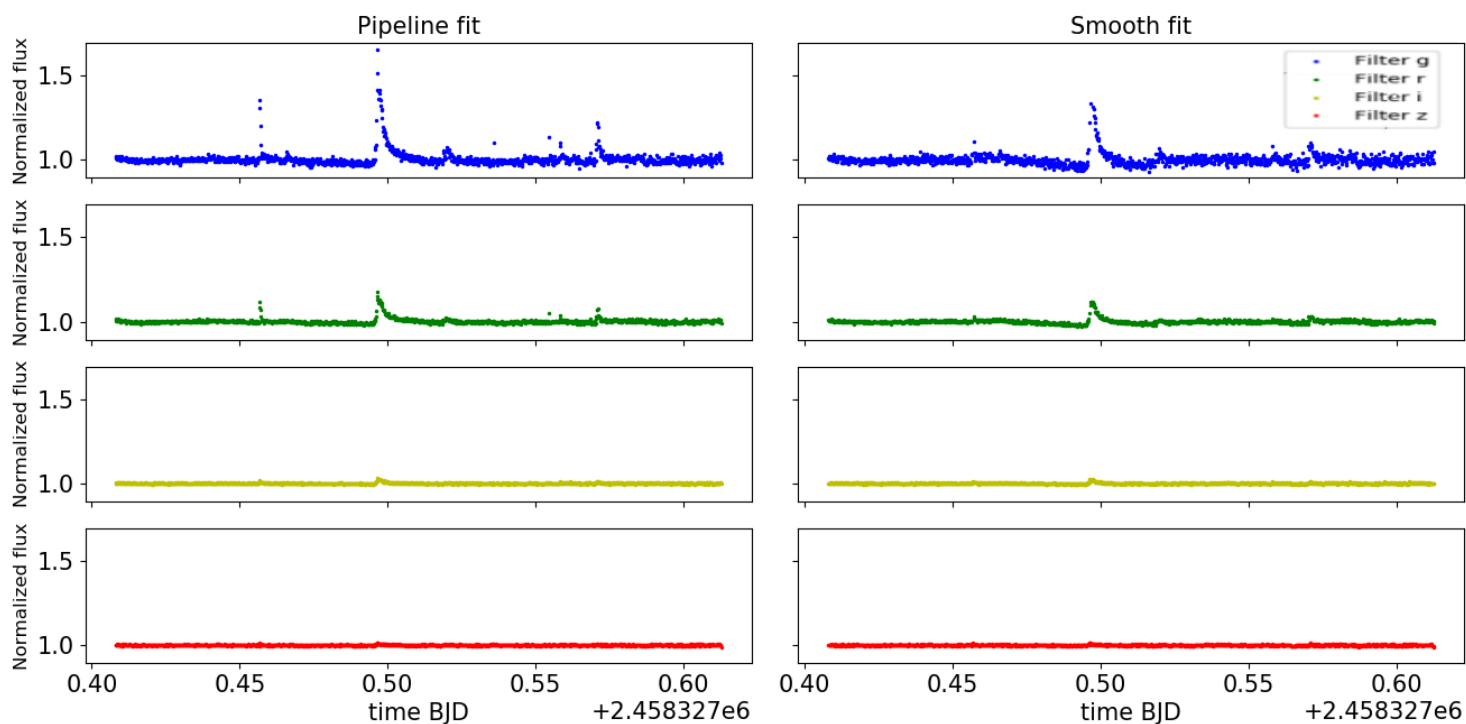 Pipeline fit
Smooth fit
Normalized flux
1.5
1.0
Filter g
Filter r
Filter i
Filter z
Normalized flux
1.5
1.0
Normalized flux
1.5
1.0
Normalized flux
1.5
1.0
0.40 0.45 0.50 0.55 0.60
0.40 0.45 0.50 0.55 0.60
time BJD +2.458327e6
time BJD +2.458327e6